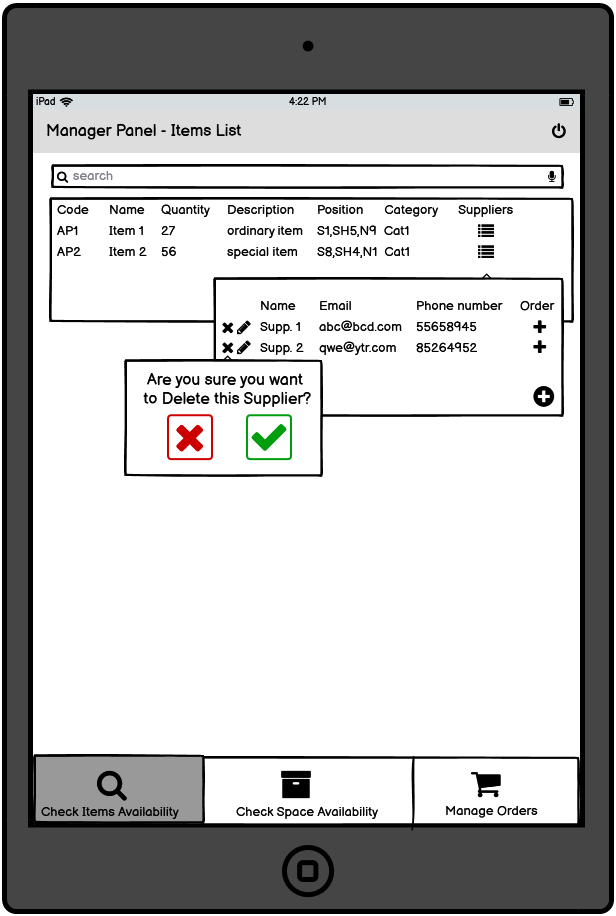 iPad 4:22 PM
Manager Panel - Items List
search
Code Name Quantity Description Position Category Suppliers
AP1 Item 1 27 ordinary item S1,SH5,N9 Cat1
AP2 Item 2 56 special item S8,SH4,N1 Cat1
Name Email Phone number Order
Supp. 1 abc@bcd.com 55658945
Supp. 2 qwe@ytr.com 85264952
Are you sure you want
to Delete this Supplier?
Check Items Availability Check Space Availability Manage Orders